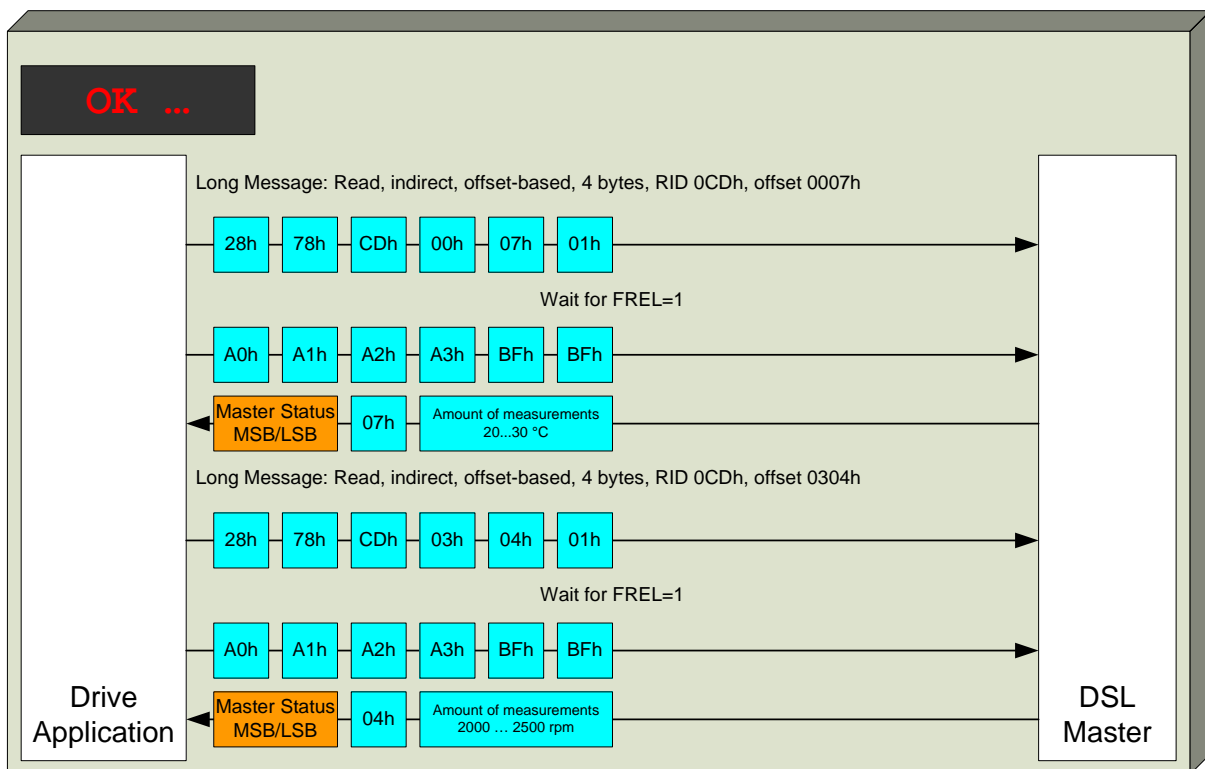 OK ...
Long Message: Read, indirect, offset-based, 4 bytes, RID 0CDh, offset 0007h
28h 78h CDh 00h 07h 01h
Wait for FREL=1
A0h A1h A2h A3h BFh BFh
Master Status
MSB/LSB
07h
Amount of measurements
20...30 °C
Long Message: Read, indirect, offset-based, 4 bytes, RID 0CDh, offset 0304h
28h 78h CDh 03h 04h 01h
Wait for FREL=1
A0h A1h A2h A3h BFh BFh
Master Status
MSB/LSB
04h
Amount of measurements
2000 … 2500 rpm
Drive
Application
DSL
Master